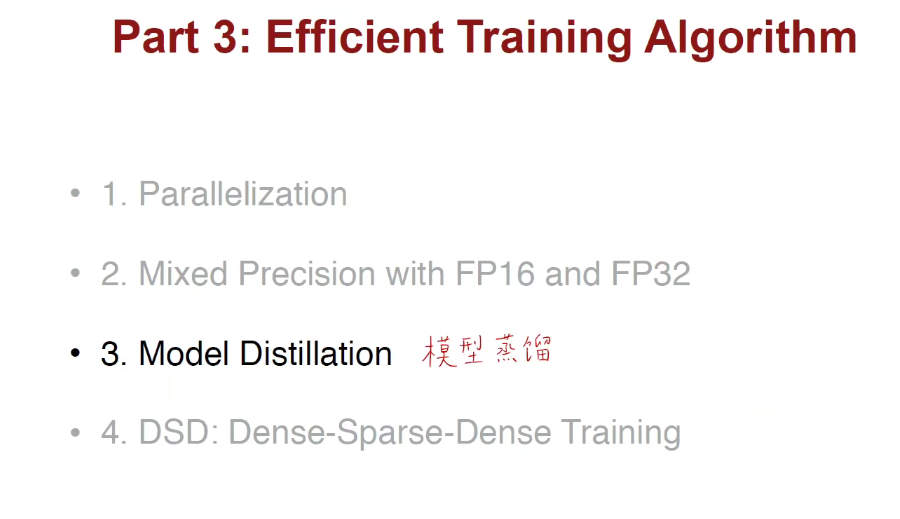 Part 3: Efficient Training Algorithm
• 1. Parallelization
• 2. Mixed Precision with FP16 and FP32
• 3. Model Distillation 模型蒸馏
• 4. DSD: Dense-Sparse-Dense Training